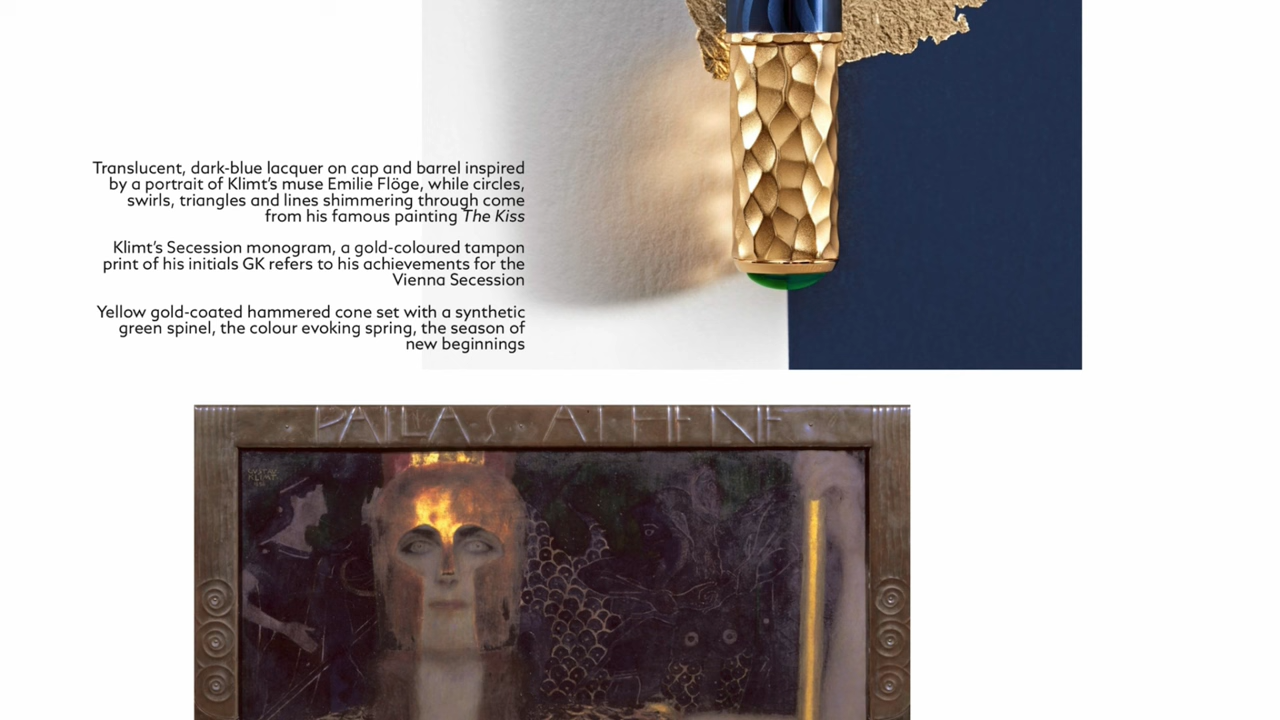 Translucent, dark-blue lacquer on cap and barrel inspired
by a portrait of Klimt's muse Emilie Flöge, while circles,
swirls, triangles and lines shimmering through come
from his famous painting The Kiss
Klimt's Secession monogram, a gold-coloured tampon
print of his initials GK refers to his achievements for the
Vienna Secession
Yellow gold-coated hammered cone set with a synthetic
green spinel, the colour evoking spring, the season of
new beginnings
PALLAS ATHENE
GUSTAV
KLIMT